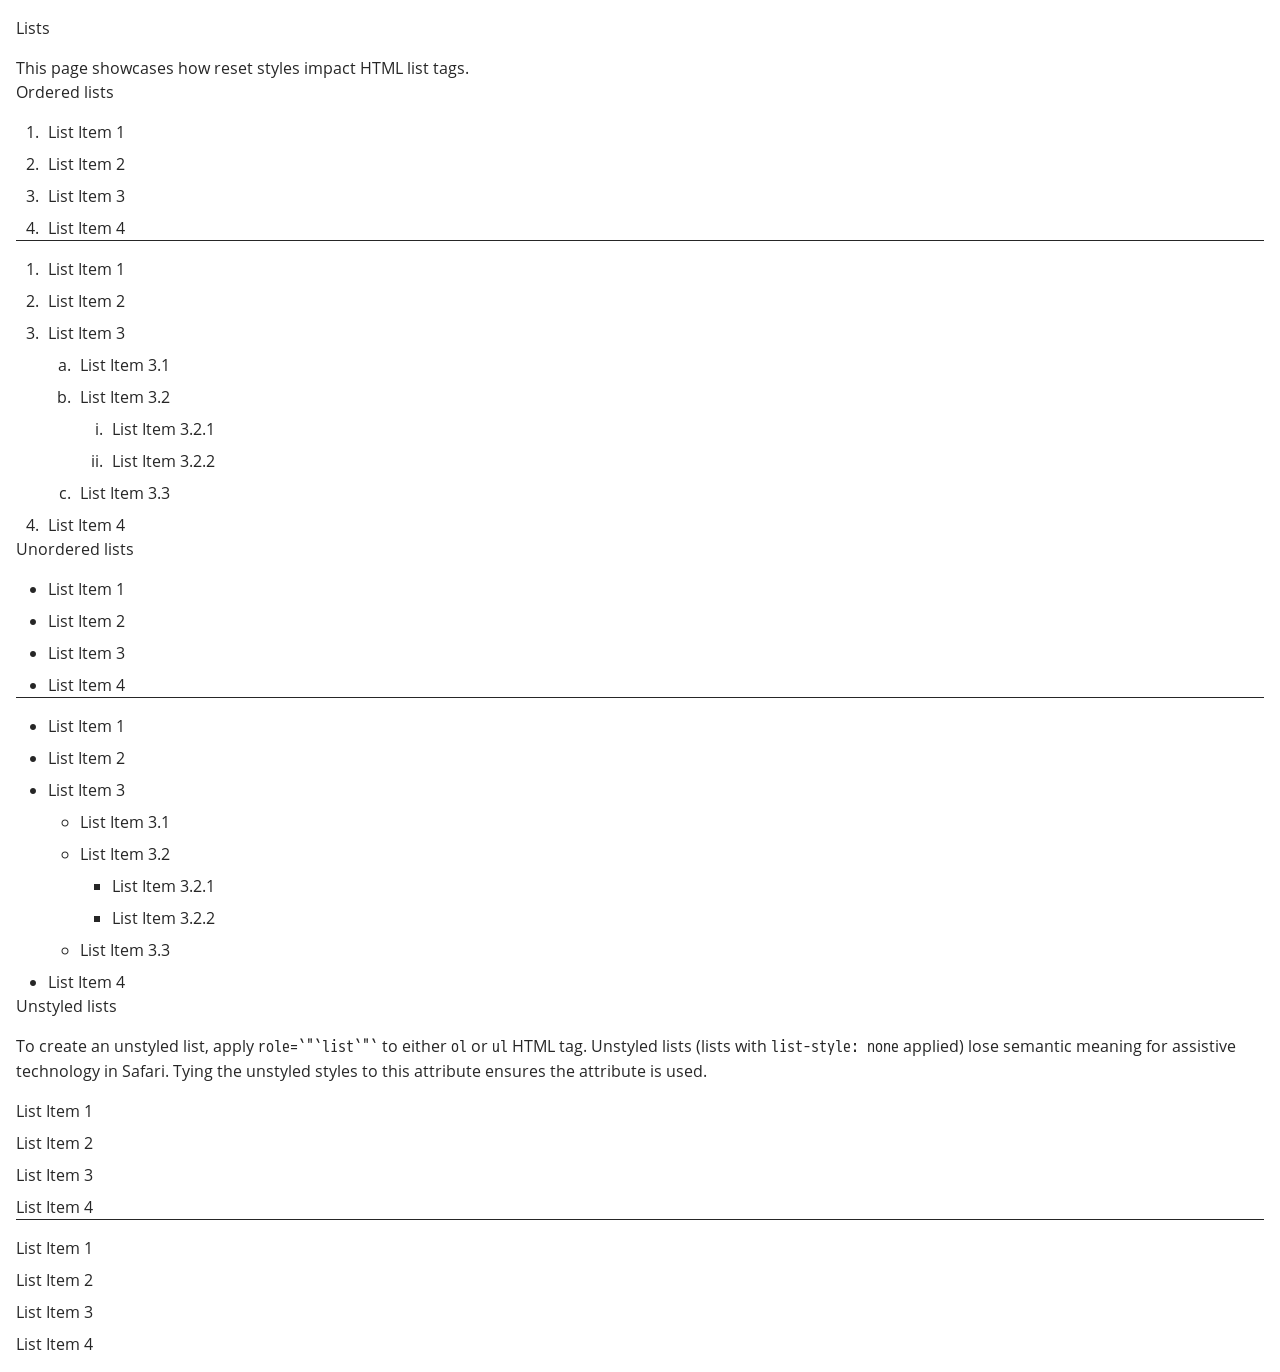 Lists
This page showcases how reset styles impact HTML list tags.
Ordered lists
1. List Item 1
2. List Item 2
3. List Item 3
4. List Item 4
1. List Item 1
2. List Item 2
3. List Item 3
a. List Item 3.1
b. List Item 3.2
i. List Item 3.2.1
ii. List Item 3.2.2
c. List Item 3.3
4. List Item 4
Unordered lists
• List Item 1
• List Item 2
• List Item 3
• List Item 4
• List Item 1
• List Item 2
• List Item 3
◦ List Item 3.1
◦ List Item 3.2
▪ List Item 3.2.1
▪ List Item 3.2.2
◦ List Item 3.3
• List Item 4
Unstyled lists
To create an unstyled list, apply role=`"`list`"` to either ol or ul HTML tag. Unstyled lists (lists with list-style: none applied) lose semantic meaning for assistive
technology in Safari. Tying the unstyled styles to this attribute ensures the attribute is used.
List Item 1
List Item 2
List Item 3
List Item 4
List Item 1
List Item 2
List Item 3
List Item 4